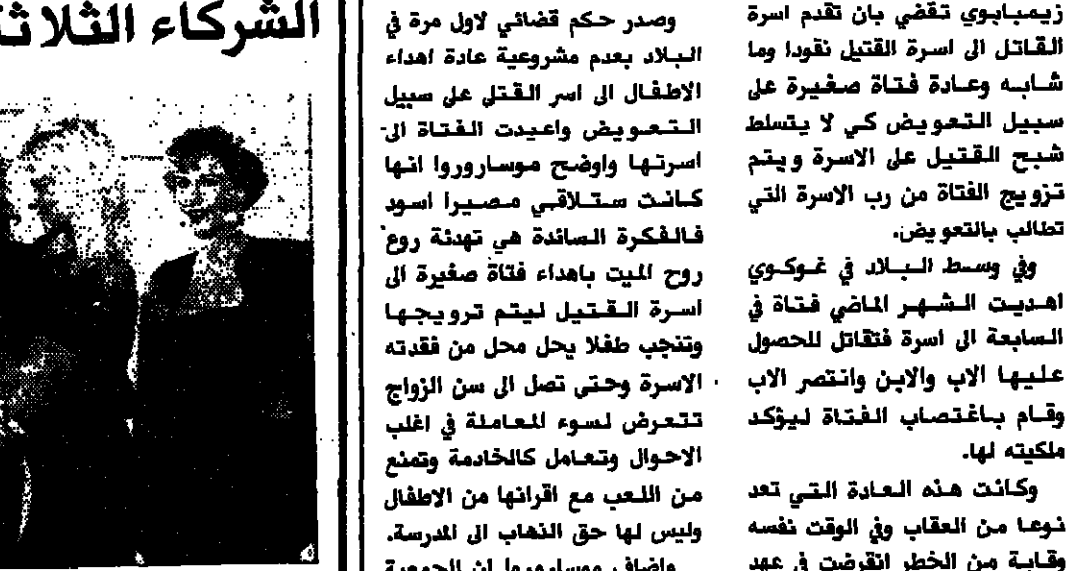 زيمبابوي تقضي بان تقدم اسرة
القاتل الى اسرة القتيل نقودا وما
شابه وعادة فتاة صغيرة على
سبيل التعويض كي لا يتسلط
شبح القتيل على الاسرة ويتم
تزويج الفتاة من رب الاسرة التي
تطالب بالتعويض.
وفي وسط البلاد في غوكوي
اهديت الشهر الماضي فتاة في
السابعة الى اسرة فتقاتل للحصول
عليها الاب والابن وانتصر الاب
وقام باغتصاب الفتاة ليؤكد
ملكيته لها.
وكانت هذه العادة التي تعد
نوعا من العقاب وفي الوقت نفسه
وقاية من الخطر انقرضت في عهد
وصدر حكم قضائي لاول مرة في
البلاد بعدم مشروعية عادة اهداء
الاطفال الى اسر القتلى على سبيل
التعويض واعيدت الفتاة الى
اسرتها واوضح موساروروا انها
كانت ستلاقي مصيرا اسود
فالفكرة السائدة هي تهدئة روع
روح الميت باهداء فتاة صغيرة الى
اسرة القتيل ليتم ترويجها
وتنجب طفلا يحل محل من فقدته
الاسرة وحتى تصل الى سن الزواج
تتعرض لسوء المعاملة في اغلب
الاحوال وتعامل كالخادمة وتمنع
من اللعب مع اقرانها من الاطفال
وليس لها حق الذهاب الى المدرسة.
واضاف موساروروا ان الجمعية
الشركاء الثلاثة